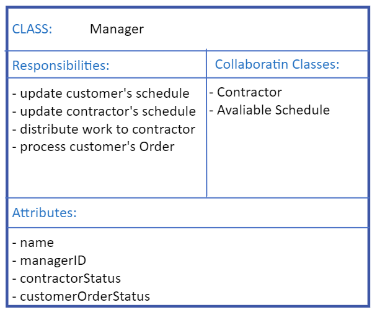 CLASS: Manager
Responsibilities:
- update customer's schedule
- update contractor's schedule
- distribute work to contractor
- process customer's Order
Collaboratin Classes:
- Contractor
- Avaliable Schedule
Attributes:
- name
- managerID
- contractorStatus
- customerOrderStatus